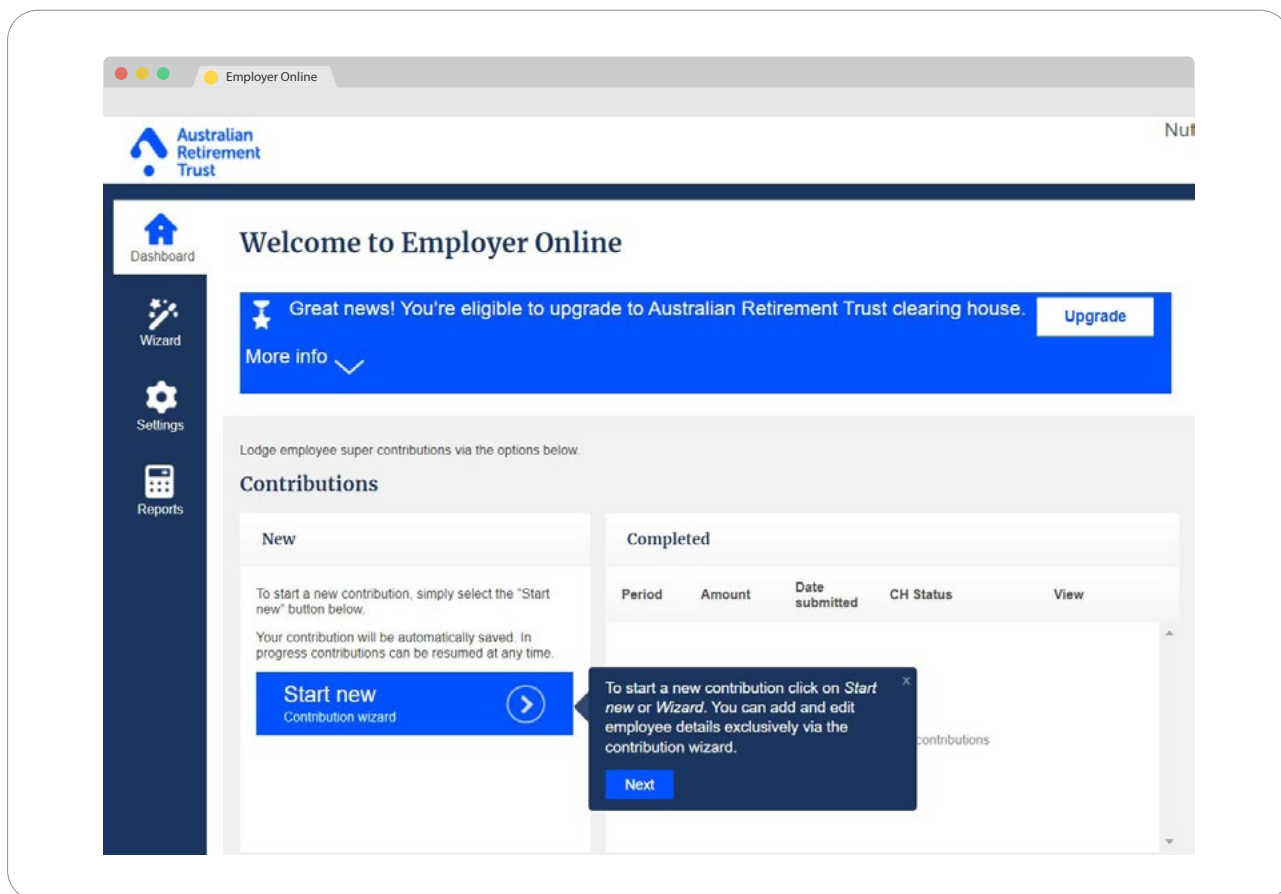 Employer Online
Australian
Retirement
Trust
Dashboard
Wizard
Settings
Reports
Welcome to Employer Online
Great news! You're eligible to upgrade to Australian Retirement Trust clearing house.
Upgrade
More info
Lodge employee super contributions via the options below.
Contributions
New
To start a new contribution, simply select the "Start
new" button below.
Your contribution will be automatically saved. In
progress contributions can be resumed at any time.
Start new
Contribution wizard
Completed
Period Amount Date
submitted CH Status View
To start a new contribution click on Start
new or Wizard. You can add and edit
employee details exclusively via the
contribution wizard.
x
Next
contributions